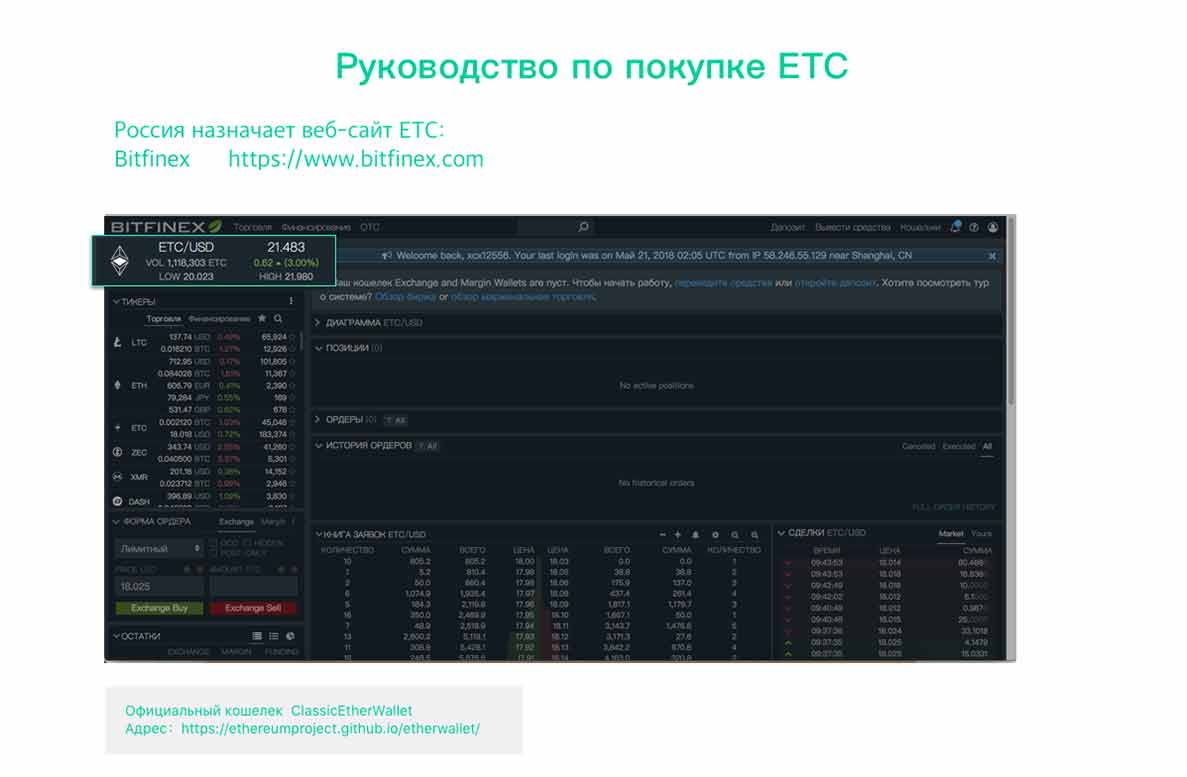 Руководство по покупке ETC
Россия назначает веб-сайт ETC:
Bitfinex https://www.bitfinex.com
BITFINEX Торговля Финансирование OTC Депозит Вывести средства Кошельки
ETC/USD 21.483
VOL 1,118,303 ETC 0.62 (3.00%)
LOW 20.023 HIGH 21.980
Welcome back, xcx12556. Your last login was on Май 21, 2018 02:05 UTC from IP 58.246.55.129 near Shanghai, CN
Ваш кошелек Exchange and Margin Wallets are пуст. Чтобы начать работу, переведите средства или откройте депозит. Хотите посмотреть тур
о системе? Обзор биржи or обзор маржинальная торговля.
ТИКЕРЫ
Торговля Финансирование
LTC 137.74 USD 0.49% 65,924
0.016210 BTC 1.27% 12,926
712.95 USD 0.17% 101,805
0.084028 BTC 1.61% 11,367
ETH 606.79 EUR 0.41% 2,390
79,284 JPY 0.55% 169
531.47 GBP 0.62% 678
ETC 0.002120 BTC 1.03% 45,048
18.018 USD 0.72% 183,374
ZEC 343.74 USD 41,260
0.040500 BTC 5,301
XMR 201.18 USD 0.36% 14,152
0.023712 BTC 0.99% 2,946
DASH 396.89 USD 1.09% 3,830
ДИАГРАММА ETC/USD
ПОЗИЦИИ (0)
No active positions
ОРДЕРЫ (0) All
ИСТОРИЯ ОРДЕРОВ All Canceled Executed All
No historical orders
FULL ORDER HISTORY
ФОРМА ОРДЕРА Exchange Margin
Лимитный OCO HIDDEN
POST-ONLY
PRICE USD AMOUNT ETC
18.025
Exchange Buy Exchange Sell
ОСТАТКИ
EXCHANGE MARGIN FUNDING
КНИГА ЗАЯВОК ETC/USD
КОЛИЧЕСТВО СУММА ВСЕГО ЦЕНА ЦЕНА ВСЕГО СУММА КОЛИЧЕСТВО
10 805.2 805.2 18.00 18.03 0.0 0.0 1
1 5.2 810.4 17.99 18.05 38.8 38.8 2
2 50.0 860.4 17.98 18.06 175.9 137.0 3
6 1,074.9 1,935.4 17.97 18.08 437.4 261.4 4
5 184.3 2,119.8 17.96 18.09 1,617.1 1,179.7 3
16 350.0 2,469.9 17.95 18.10 1,667.1 50.0 1
7 48.9 2,518.9 17.94 18.11 3,143.7 1,476.6 5
13 2,600.2 5,119.1 17.93 18.12 3,171.3 27.6 2
11 308.9 5,428.1 17.92 18.13 3,842.2 670.8 4
СДЕЛКИ ETC/USD Market Yours
ВРЕМЯ ЦЕНА СУММА
09:43:53 18.014 80.488
09:43:53 18.018 16.838
09:42:49 18.018 10.0000
09:42:02 18.012 6.1000
09:40:49 18.012 0.987
09:40:46 18.015 25.0000
09:37:36 18.024 33.1018
09:37:35 18.025 4.1479
09:37:35 18.025 15.0331
Официальный кошелек ClassicEtherWallet
Адрес: https://ethereumproject.github.io/etherwallet/